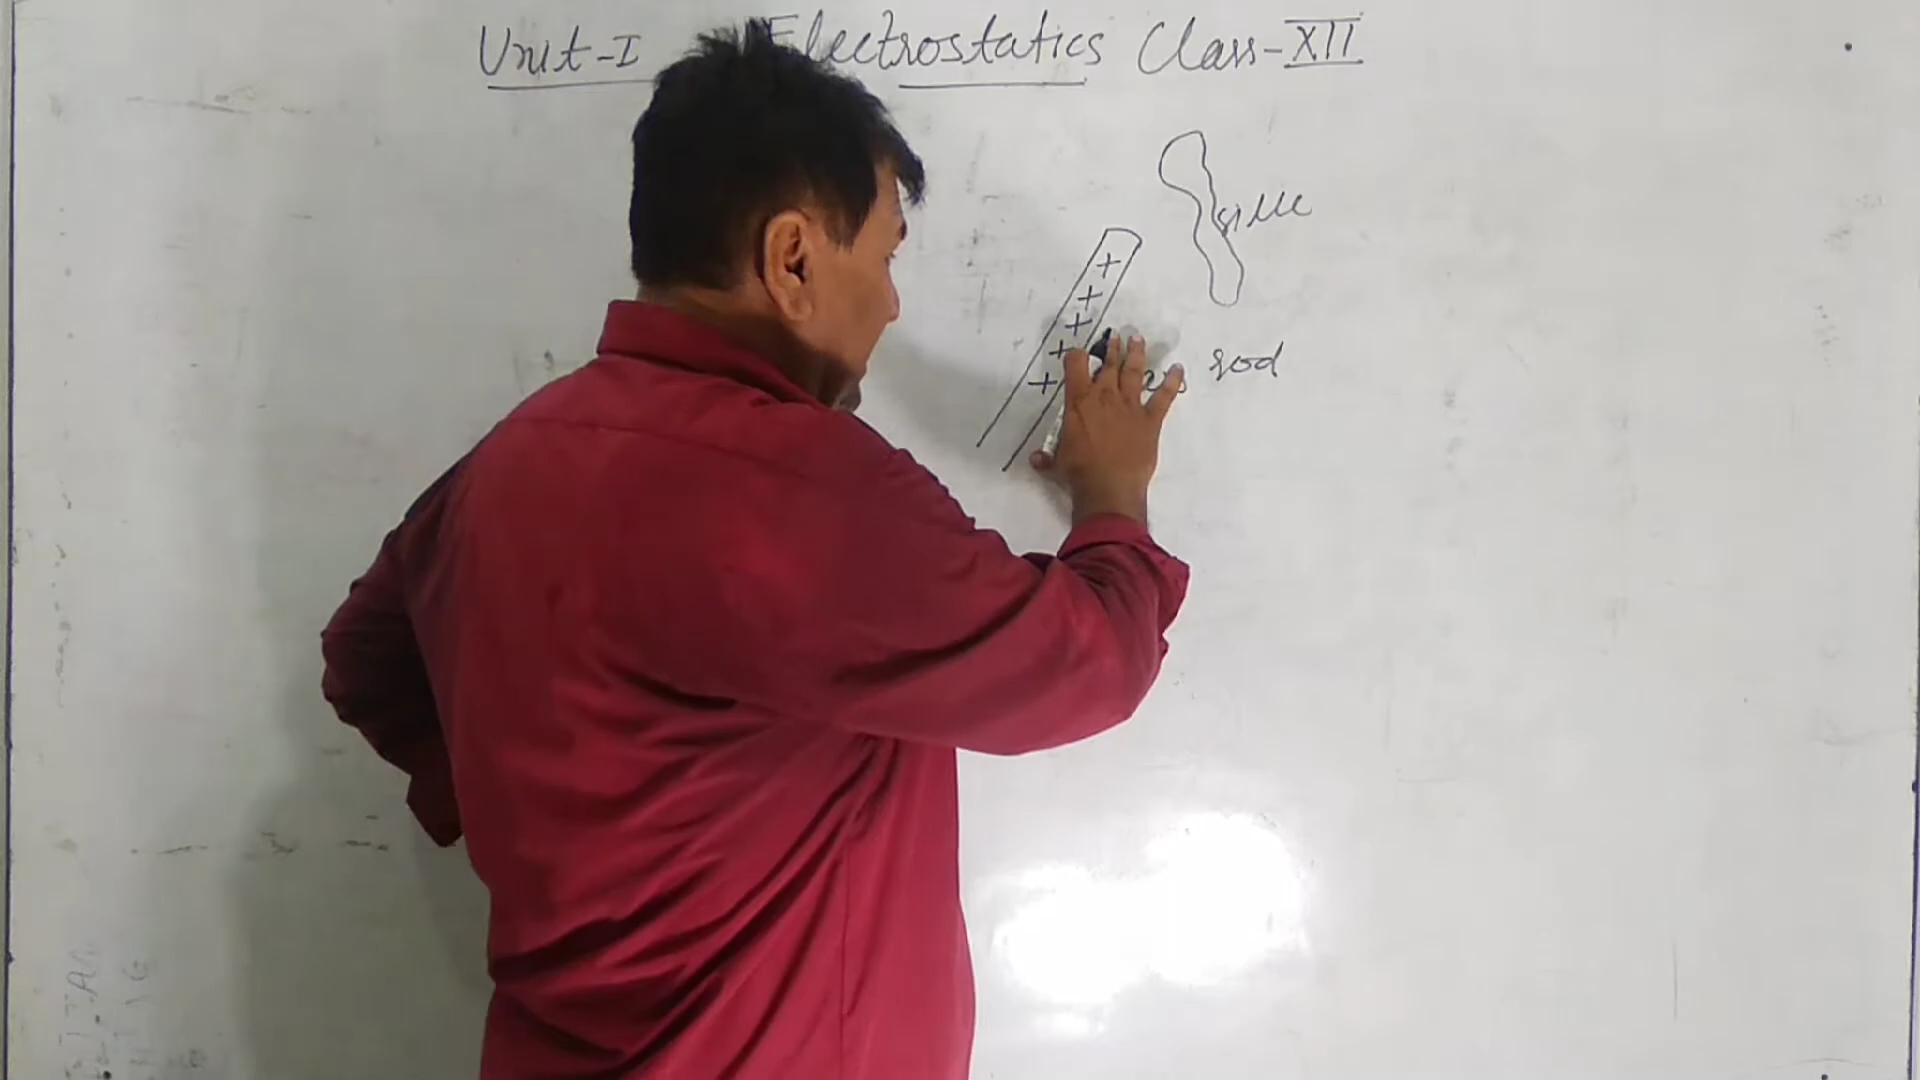 Unit-I Electrostatics Class-XII
silk
+
+
+
+
+
rod